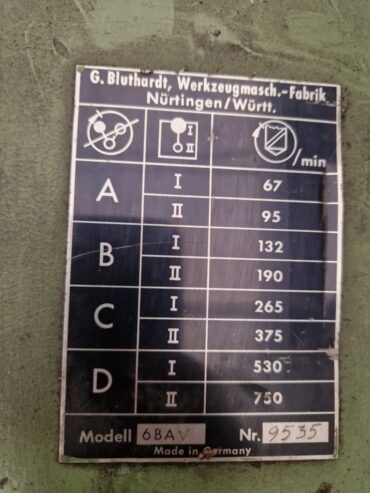 G. Bluthardt, Werkzeugmasch.-Fabrik
Nürtingen/Württ.
I
II
/min
A I 67
II 95
B I 132
II 190
C I 265
II 375
D I 530
II 750
Modell 6BAV Nr. 9535
Made in Germany